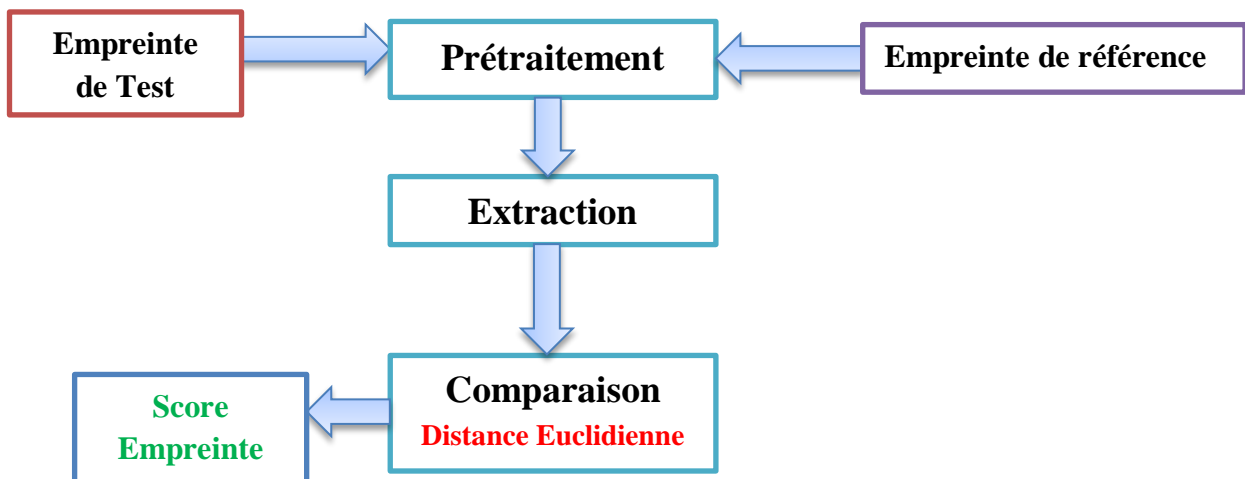 Empreinte
de Test
Prétraitement
Empreinte de référence
Extraction
Comparaison
Distance Euclidienne
Score
Empreinte